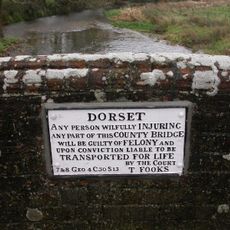 DORSET
ANY PERSON WILFULLY INJURING
ANY PART OF THIS COUNTY BRIDGE
WILL BE GUILTY OF FELONY AND
UPON CONVICTION LIABLE TO BE
TRANSPORTED FOR LIFE
BY THE COURT
7&8 GEO 4 C30 S13 T FOOKS